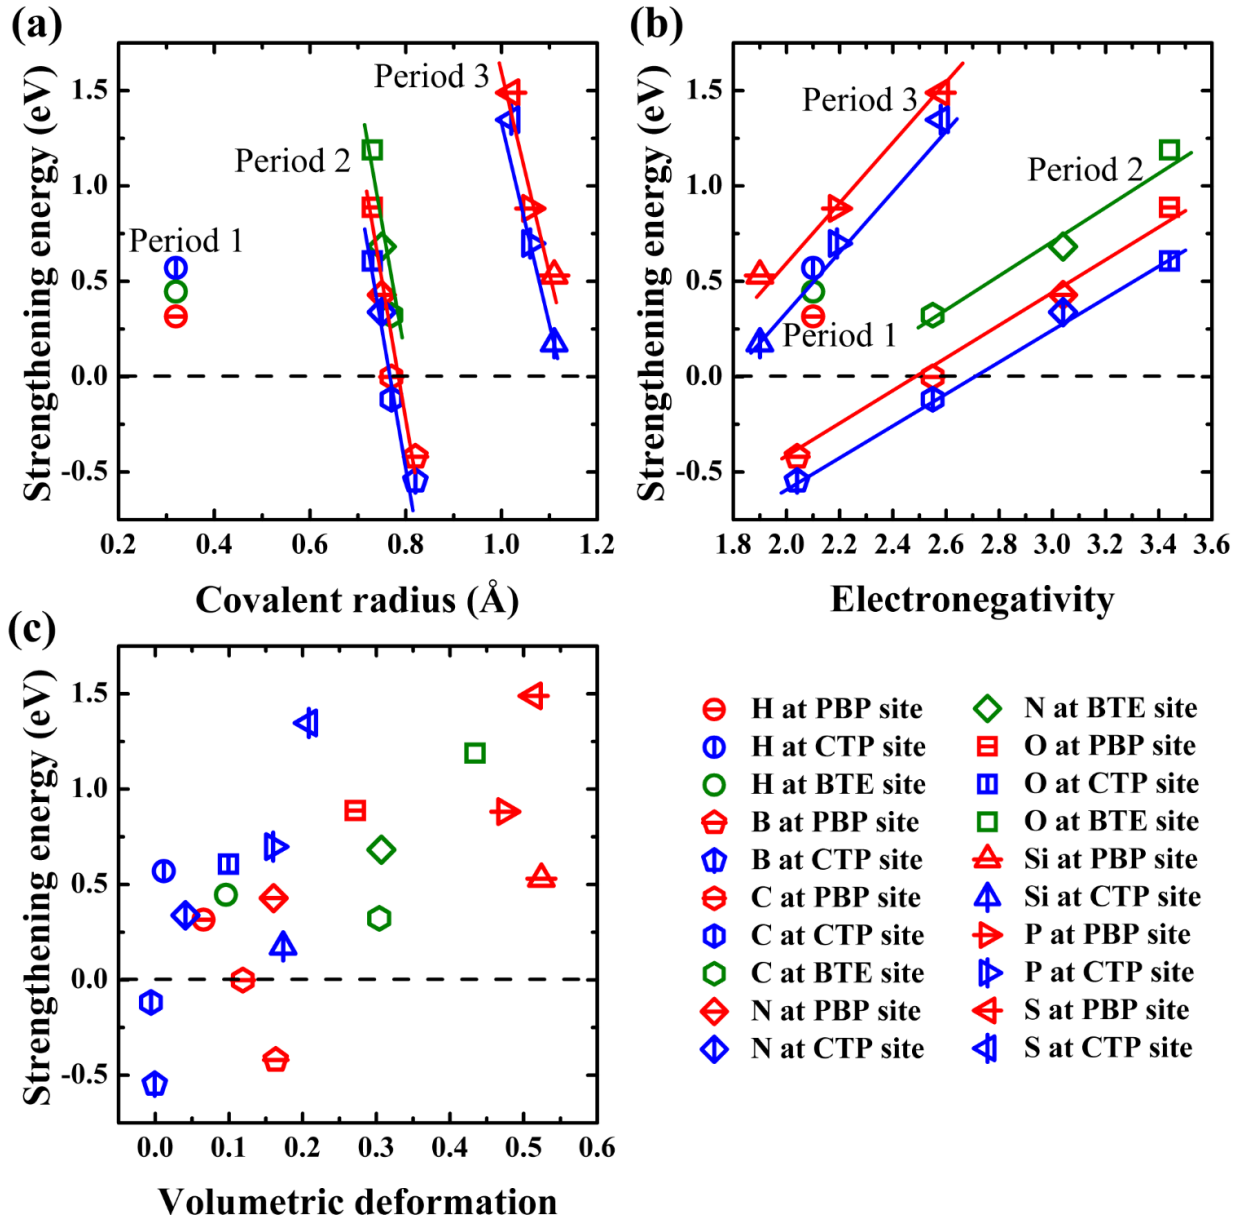 (a)
Strengthening energy (eV)
1.5
1.0
0.5
0.0
-0.5
Period 1
Period 2
Period 3
0.2 0.4 0.6 0.8 1.0 1.2
Covalent radius (Å)
(b)
Strengthening energy (eV)
1.5
1.0
0.5
0.0
-0.5
Period 3
Period 2
Period 1
1.8 2.0 2.2 2.4 2.6 2.8 3.0 3.2 3.4 3.6
Electronegativity
(c)
Strengthening energy (eV)
1.5
1.0
0.5
0.0
-0.5
0.0 0.1 0.2 0.3 0.4 0.5 0.6
Volumetric deformation
H at PBP site
H at CTP site
H at BTE site
B at PBP site
B at CTP site
C at PBP site
C at CTP site
C at BTE site
N at PBP site
N at CTP site
N at BTE site
O at PBP site
O at CTP site
O at BTE site
Si at PBP site
Si at CTP site
P at PBP site
P at CTP site
S at PBP site
S at CTP site